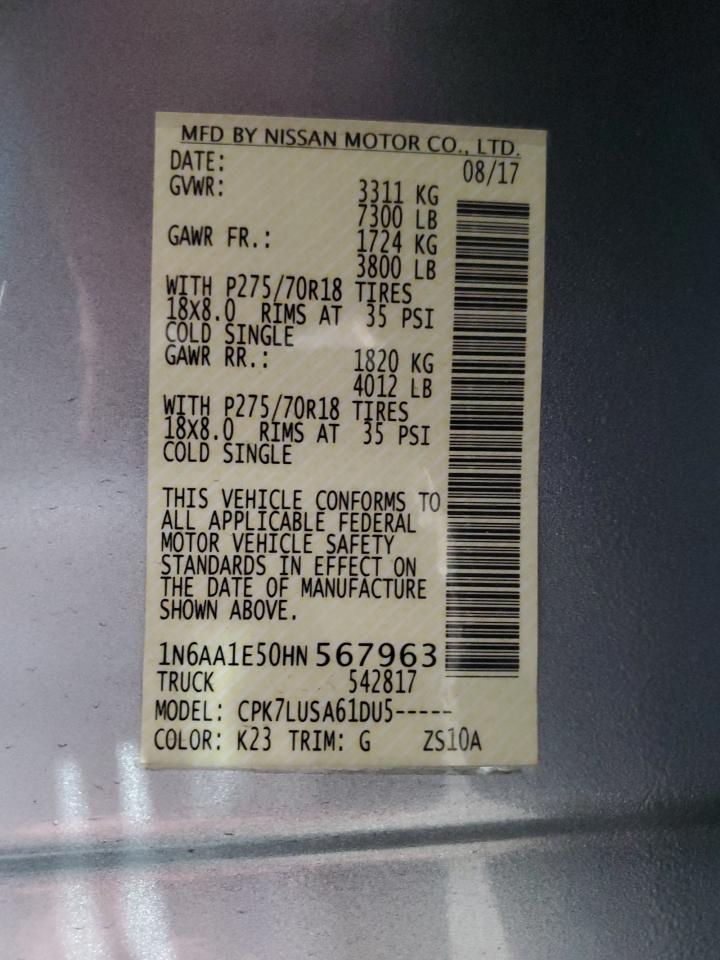 MFD BY NISSAN MOTOR CO., LTD.
DATE: 08/17
GVWR: 3311 KG
7300 LB
GAWR FR.: 1724 KG
3800 LB
WITH P275/70R18 TIRES
18X8.0 RIMS AT 35 PSI
COLD SINGLE
GAWR RR.: 1820 KG
4012 LB
WITH P275/70R18 TIRES
18X8.0 RIMS AT 35 PSI
COLD SINGLE
THIS VEHICLE CONFORMS TO
ALL APPLICABLE FEDERAL
MOTOR VEHICLE SAFETY
STANDARDS IN EFFECT ON
THE DATE OF MANUFACTURE
SHOWN ABOVE.
1N6AA1E50HN567963
TRUCK 542817
MODEL: CPK7LUSA61DU5-----
COLOR: K23 TRIM: G ZS10A